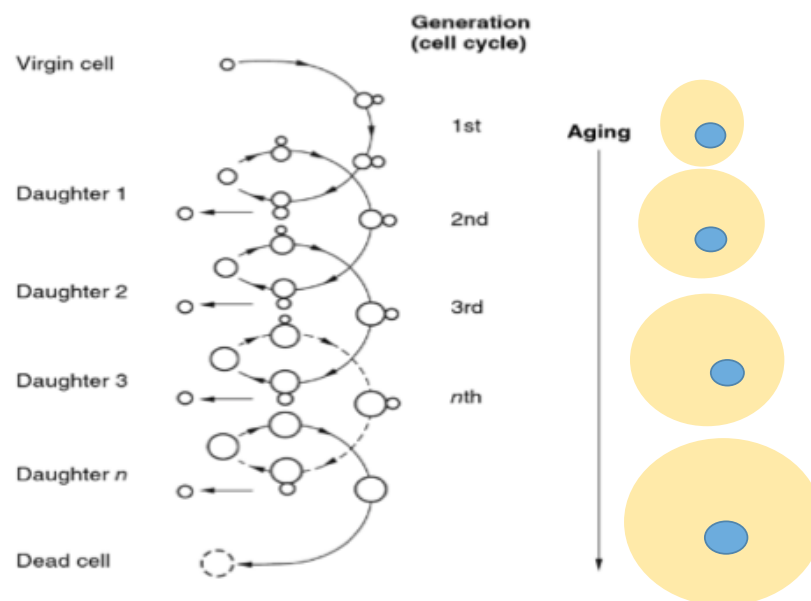 Generation
(cell cycle)
Virgin cell
1st
Aging
Daughter 1
2nd
Daughter 2
3rd
Daughter 3
nth
Daughter n
Dead cell